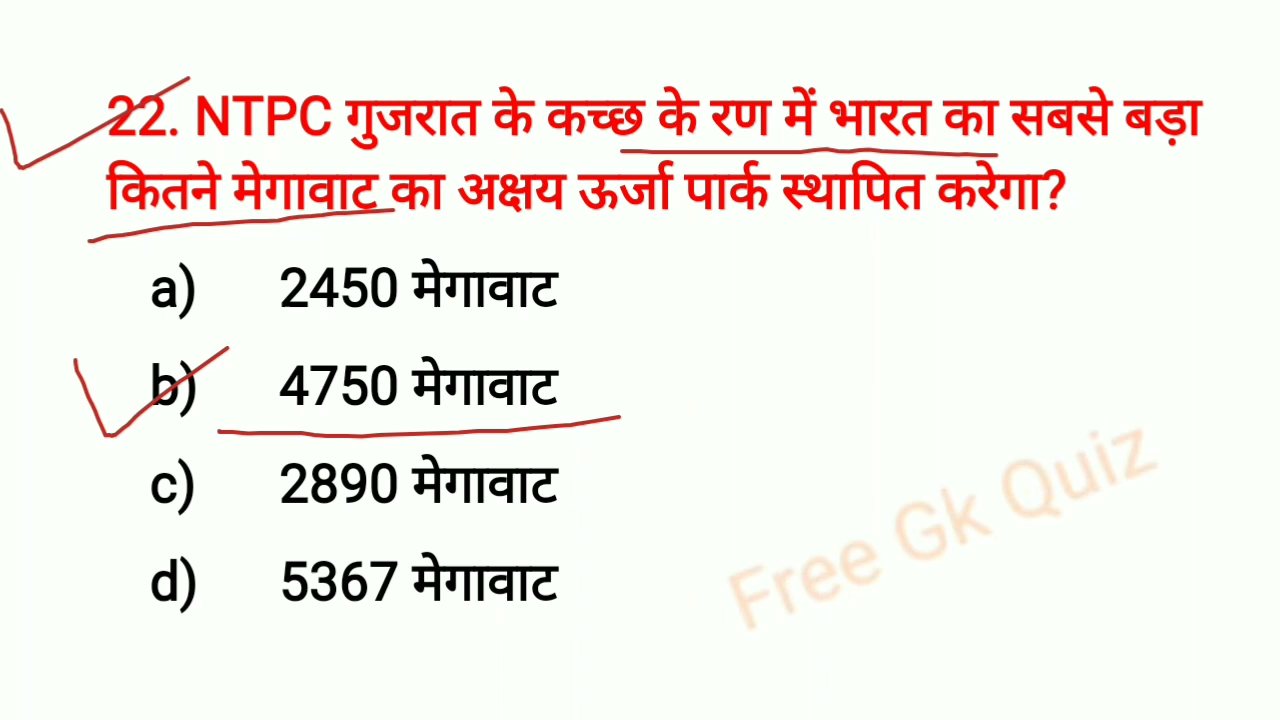 22. NTPC गुजरात के कच्छ के रण में भारत का सबसे बड़ा
कितने मेगावाट का अक्षय ऊर्जा पार्क स्थापित करेगा?
a) 2450 मेगावाट
b) 4750 मेगावाट
c) 2890 मेगावाट
d) 5367 मेगावाट
Free Gk Quiz